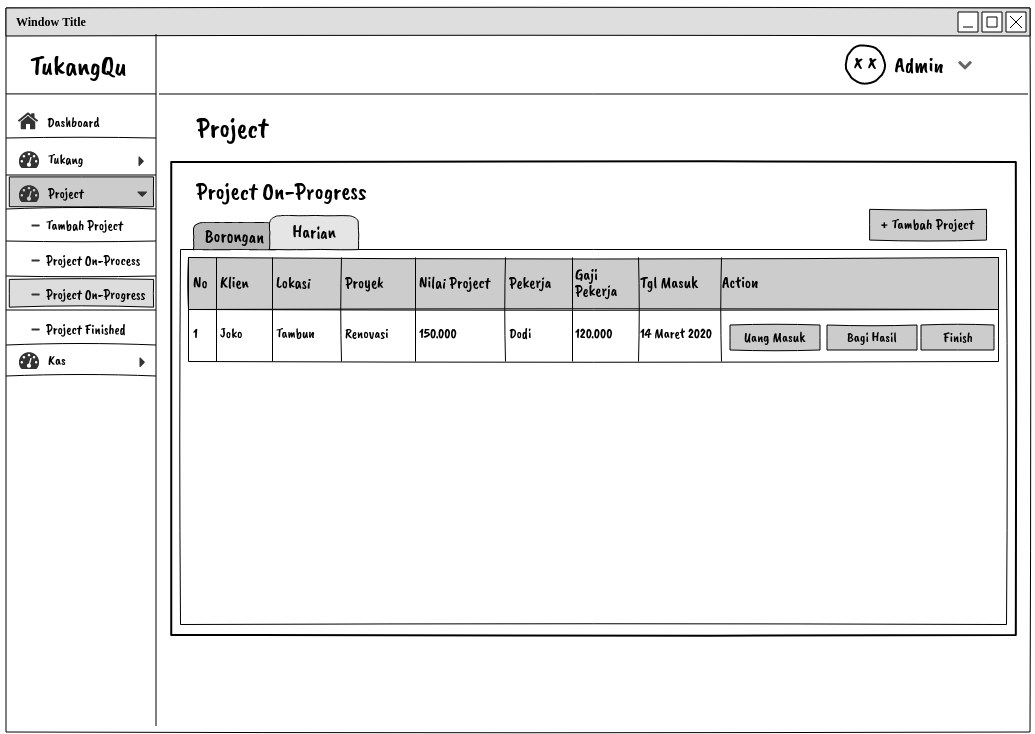 Window Title
TukangQu
Admin
Dashboard
Tukang
Project
– Tambah Project
– Project On-Process
– Project On-Progress
– Project Finished
Kas
Project
Project On-Progress
+ Tambah Project
Borongan
Harian
No Klien Lokasi Proyek Nilai Project Pekerja Gaji Pekerja Tgl Masuk Action
1 Joko Tambun Renovasi 150.000 Dodi 120.000 14 Maret 2020 Uang Masuk Bagi Hasil Finish